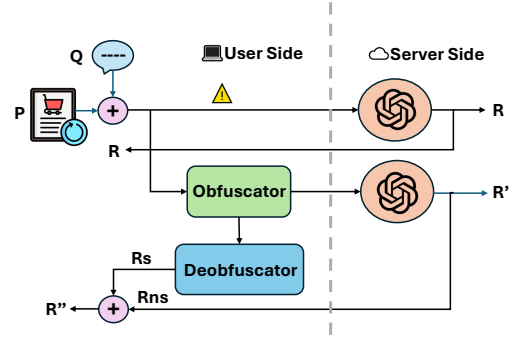 Q
User Side
Server Side
P
+
R
R
Obfuscator
R’
Rs
Deobfuscator
Rns
R’’
+